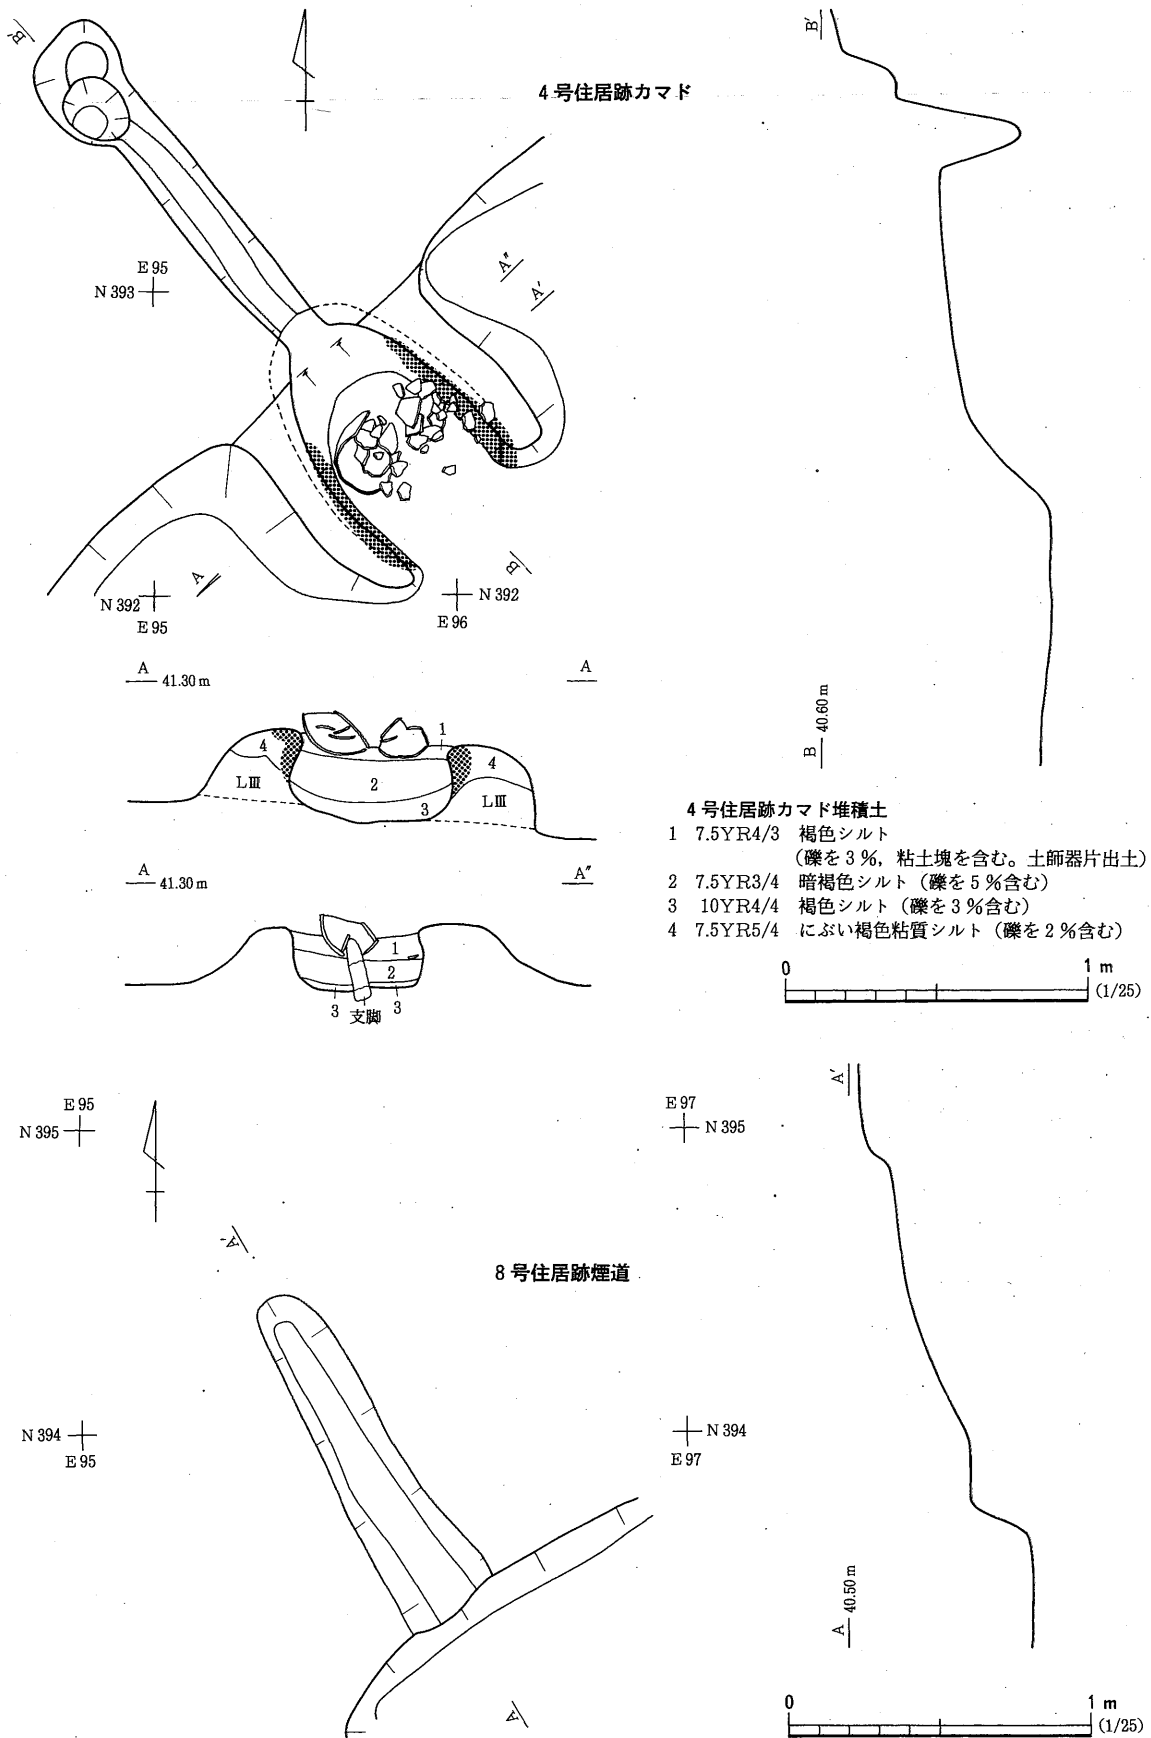 B′
B′
4号住居跡カマド
A″
A′
E 95
N 393
A
B
N 392
E 95
N 392
E 96
A
41.30 m
A
1
4
2
4
LⅢ
3
LⅢ
B
40.60 m
4号住居跡カマド堆積土
1 7.5YR4/3 褐色シルト
（礫を3％，粘土塊を含む。土師器片出土）
2 7.5YR3/4 暗褐色シルト（礫を5％含む）
3 10YR4/4 褐色シルト（礫を3％含む）
4 7.5YR5/4 にぶい褐色粘質シルト（礫を2％含む）
A
41.30 m
A″
1
2
3
支脚
3
0 1 m
(1/25)
A′
E 95
N 395
E 97
N 395
A′
8号住居跡煙道
N 394
E 95
N 394
E 97
A
A
40.50 m
0 1 m
(1/25)